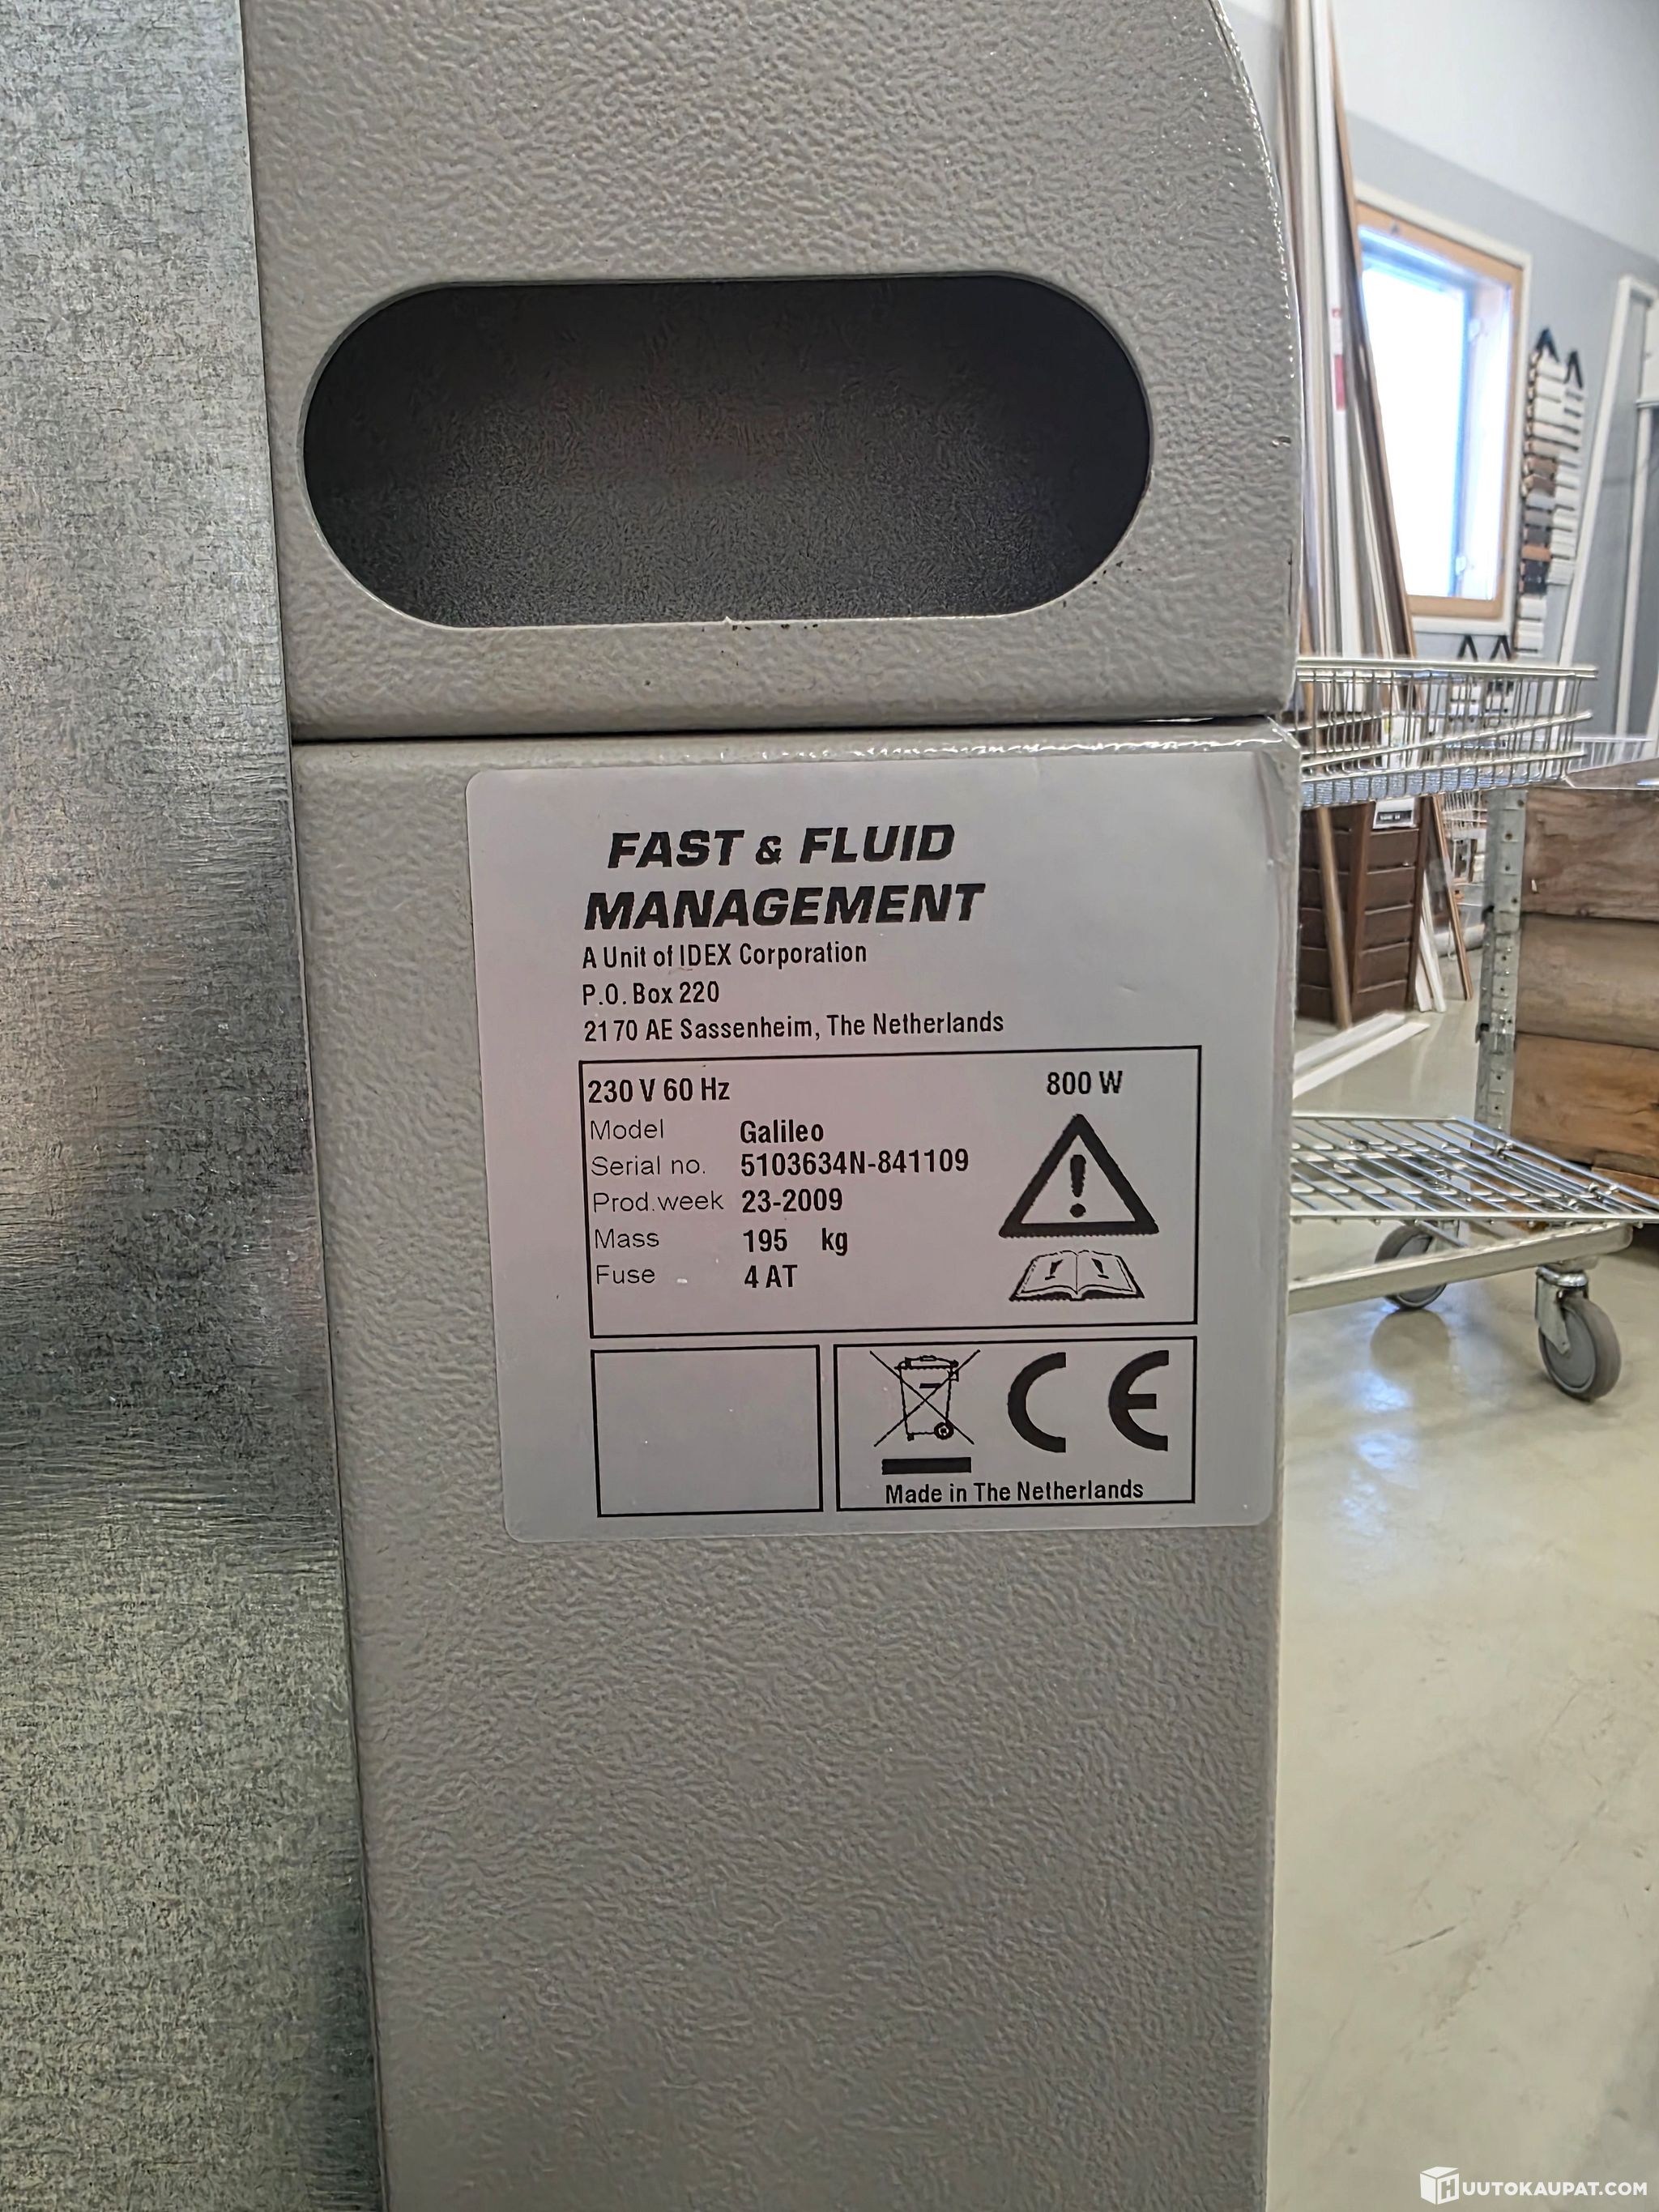 FAST & FLUID
MANAGEMENT
A Unit of IDEX Corporation
P.O. Box 220
2170 AE Sassenheim, The Netherlands
230 V 60 Hz 800 W
Model Galileo
Serial no. 5103634N-841109
Prod.week 23-2009
Mass 195 kg
Fuse 4 AT
CE
Made in The Netherlands
HUUTOKAUPAT.COM